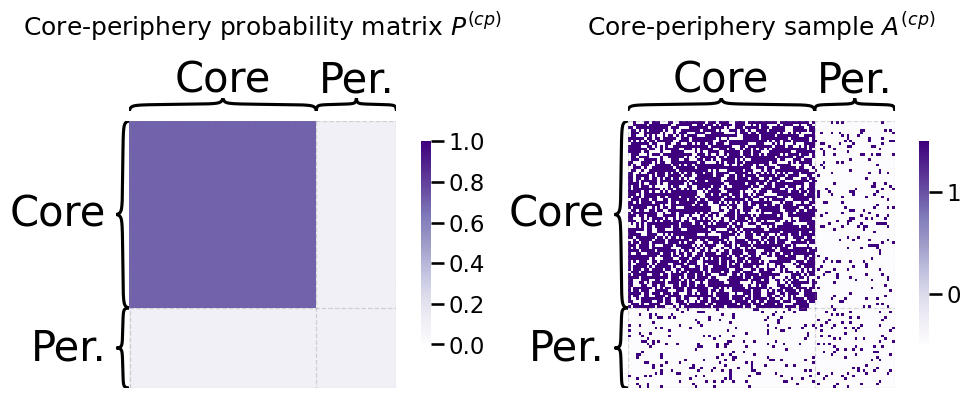 Core-periphery probability matrix $P^{(cp)}$
Core Per.
Core
Per.
1.0
0.8
0.6
0.4
0.2
0.0
Core-periphery sample $A^{(cp)}$
Core Per.
Core
Per.
1
0